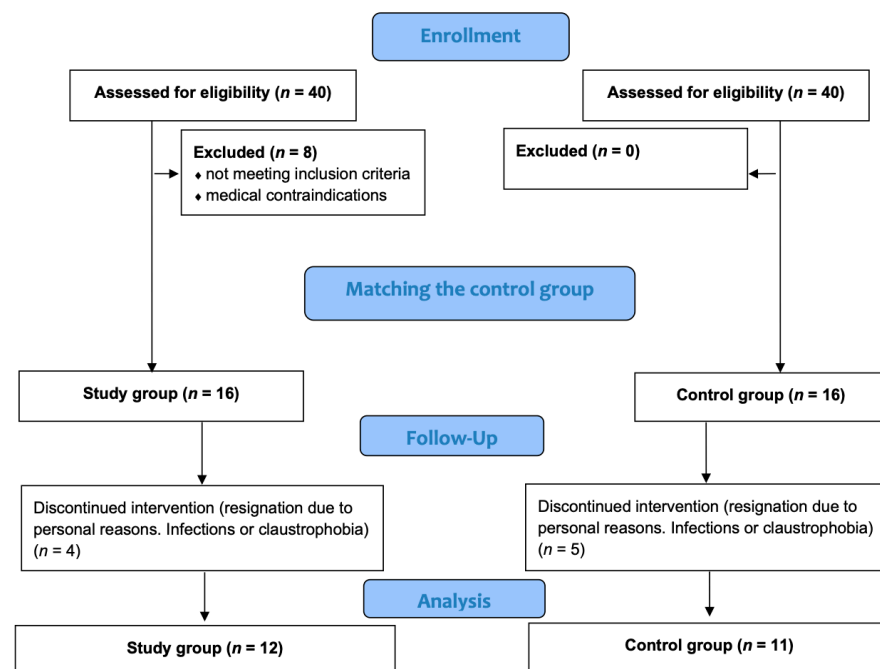 Enrollment
Assessed for eligibility (n = 40)
Assessed for eligibility (n = 40)
Excluded (n = 8)
♦ not meeting inclusion criteria
♦ medical contraindications
Excluded (n = 0)
Matching the control group
Study group (n = 16)
Control group (n = 16)
Follow-Up
Discontinued intervention (resignation due to
personal reasons. Infections or claustrophobia)
(n = 4)
Discontinued intervention (resignation due to
personal reasons. Infections or claustrophobia)
(n = 5)
Analysis
Study group (n = 12)
Control group (n = 11)